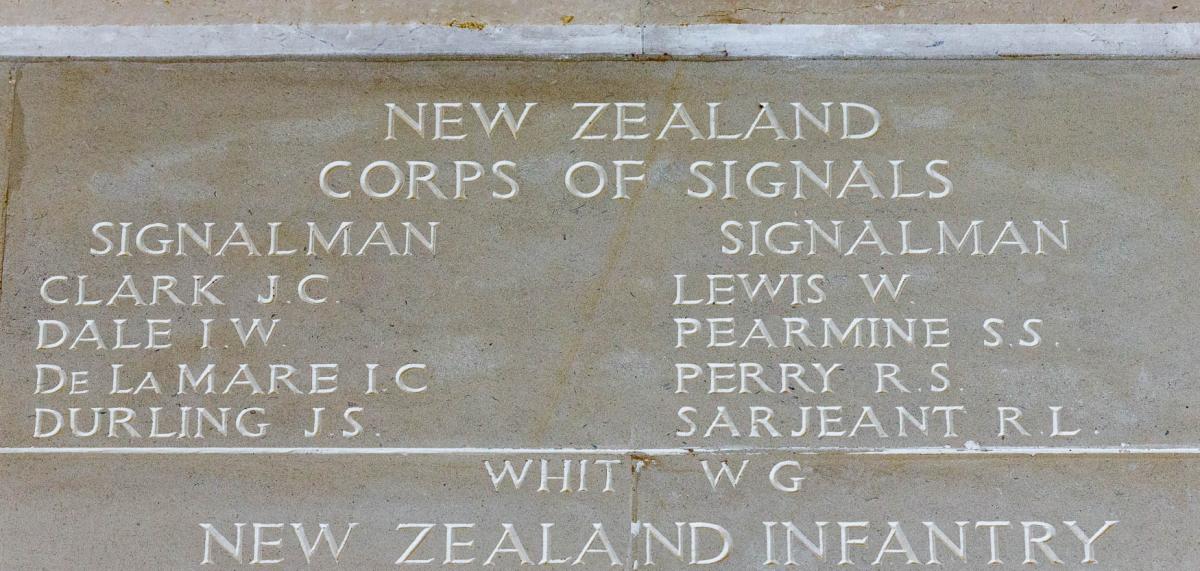 NEW ZEALAND
CORPS OF SIGNALS
SIGNALMAN
CLARK J.C.
DALE I.W.
DE LA MARE I.C
DURLING J.S.
SIGNALMAN
LEWIS W.
PEARMINE S.S.
PERRY R.S.
SARJEANT R.L.
W G
NEW ZEALAND INFANTRY